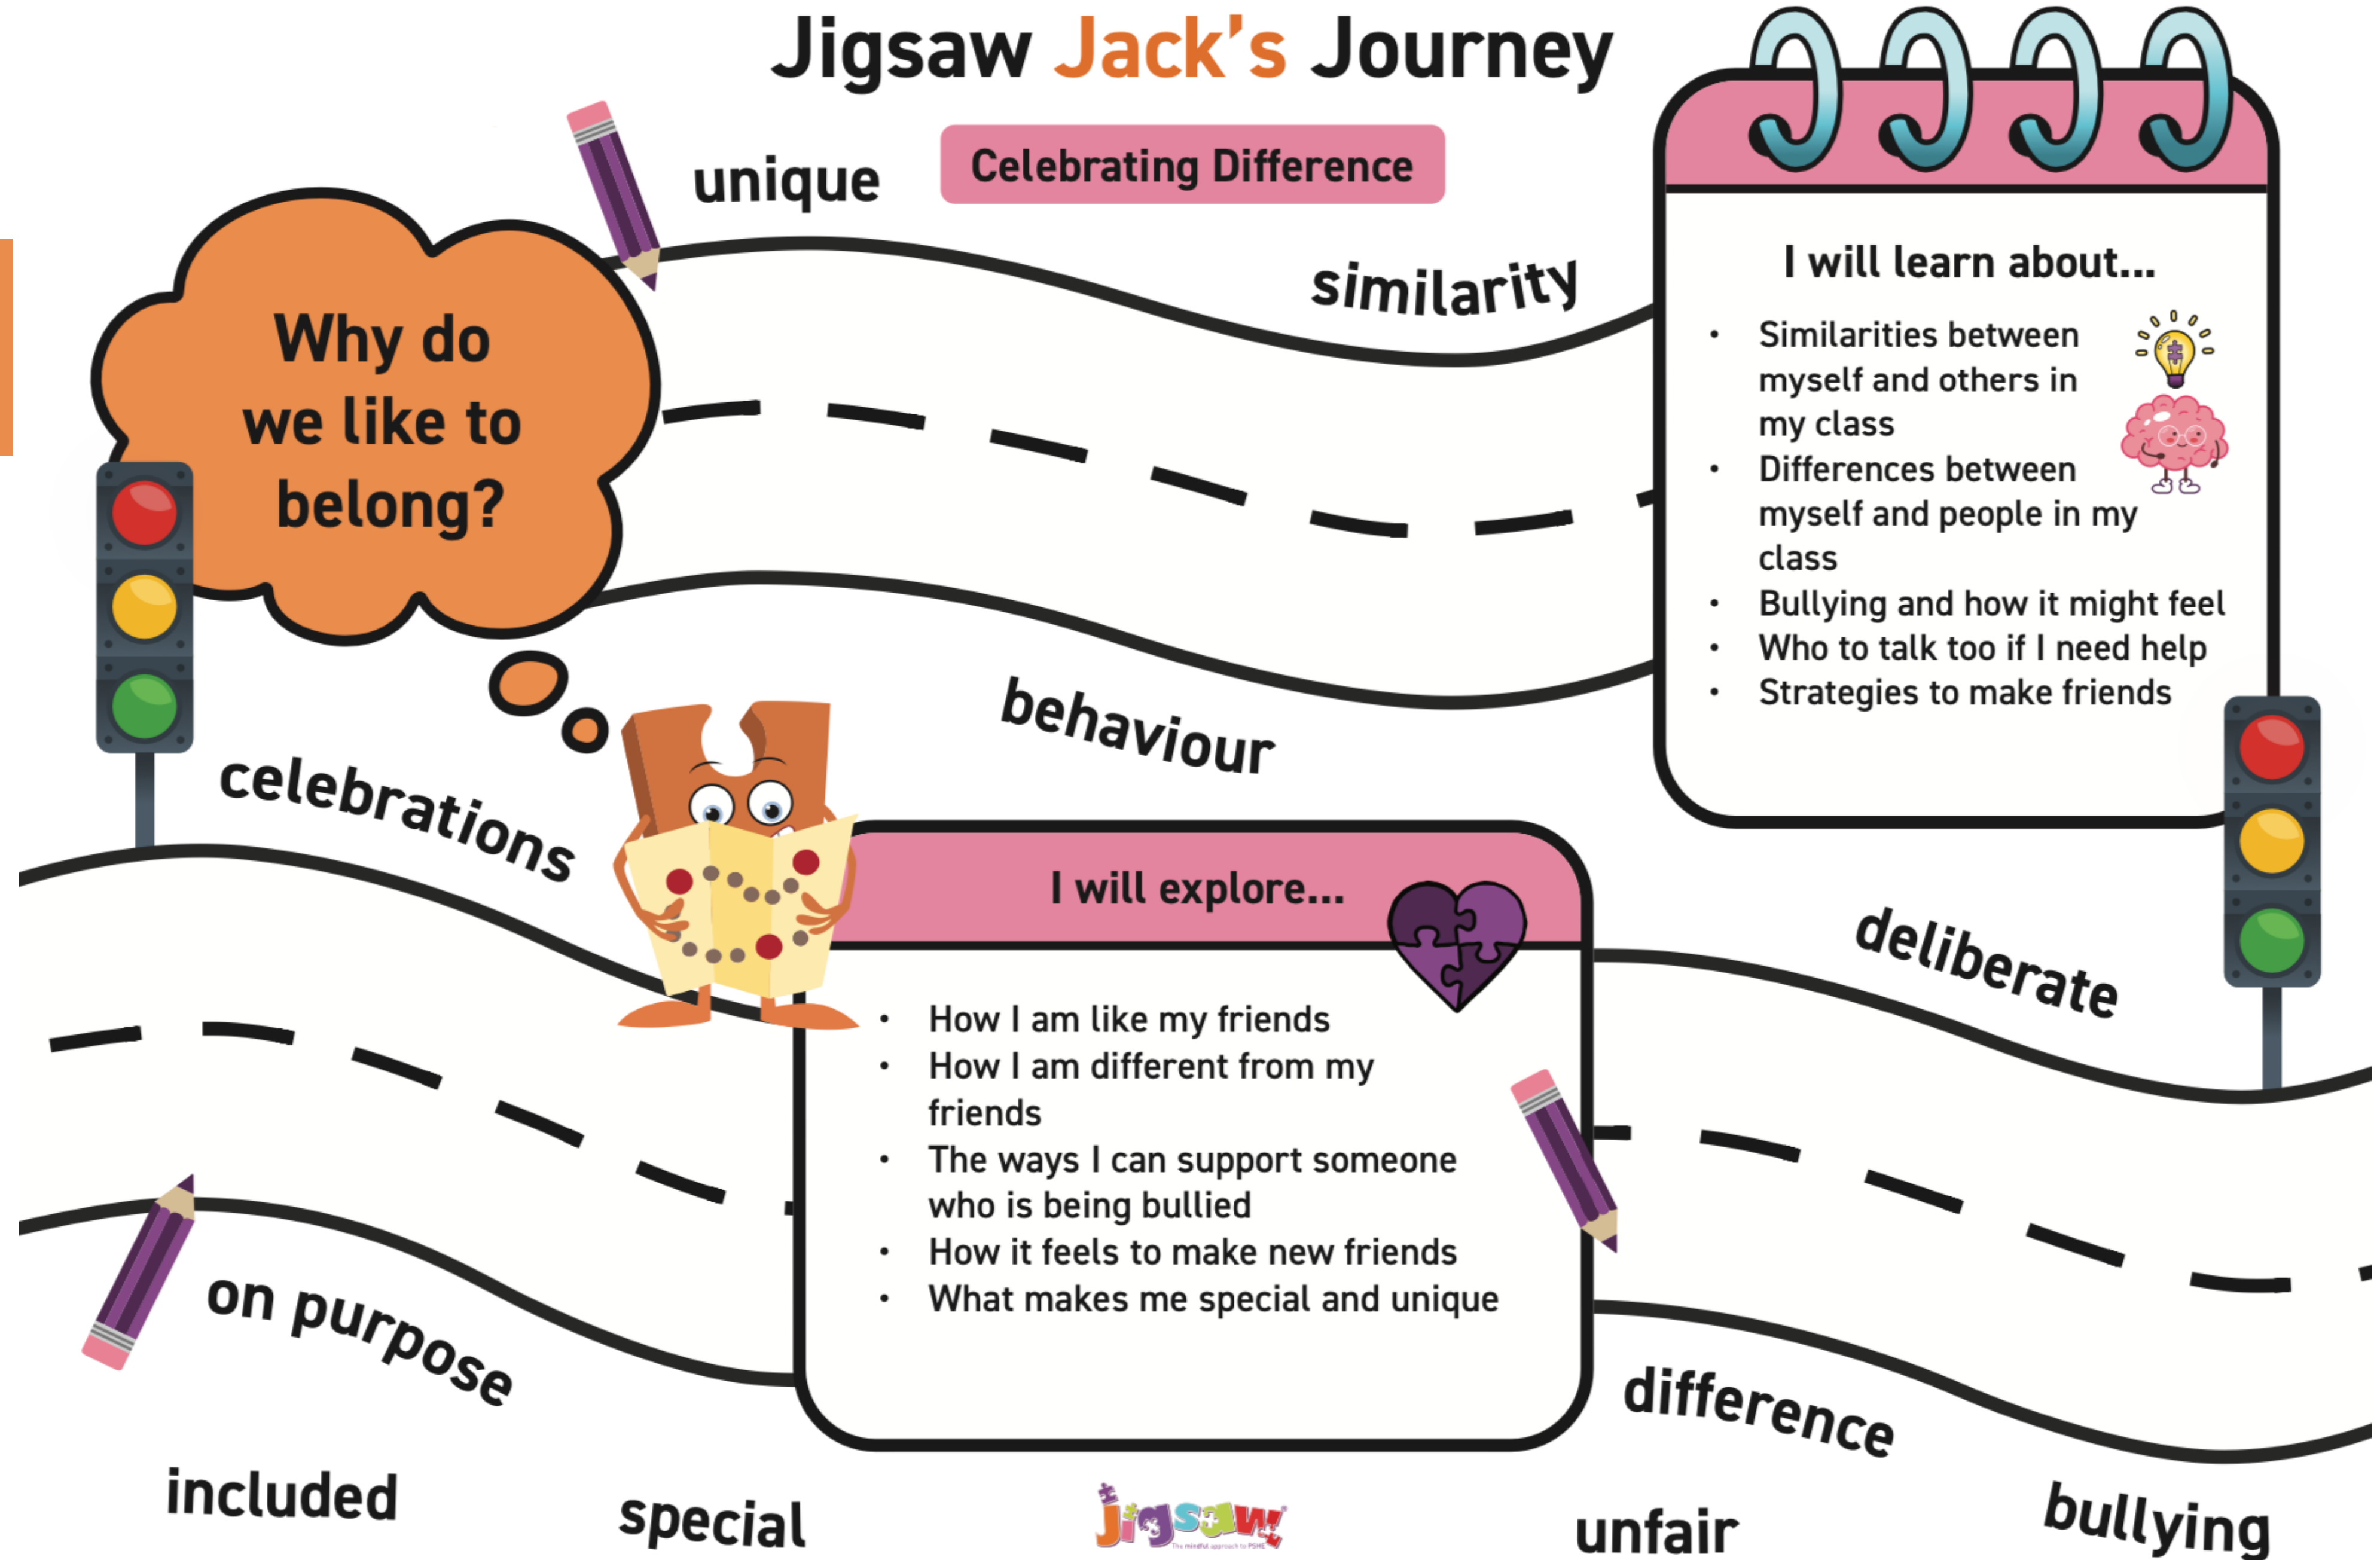 Jigsaw Jack's Journey
Celebrating Difference
unique
similarity
Why do
we like to
belong?
I will learn about...
• Similarities between
myself and others in
my class
• Differences between
myself and people in my
class
• Bullying and how it might feel
• Who to talk too if I need help
• Strategies to make friends
behaviour
celebrations
I will explore...
• How I am like my friends
• How I am different from my
friends
• The ways I can support someone
who is being bullied
• How it feels to make new friends
• What makes me special and unique
deliberate
on purpose
difference
included
special
jigsaw!
The mindful approach to PSHE
unfair
bullying